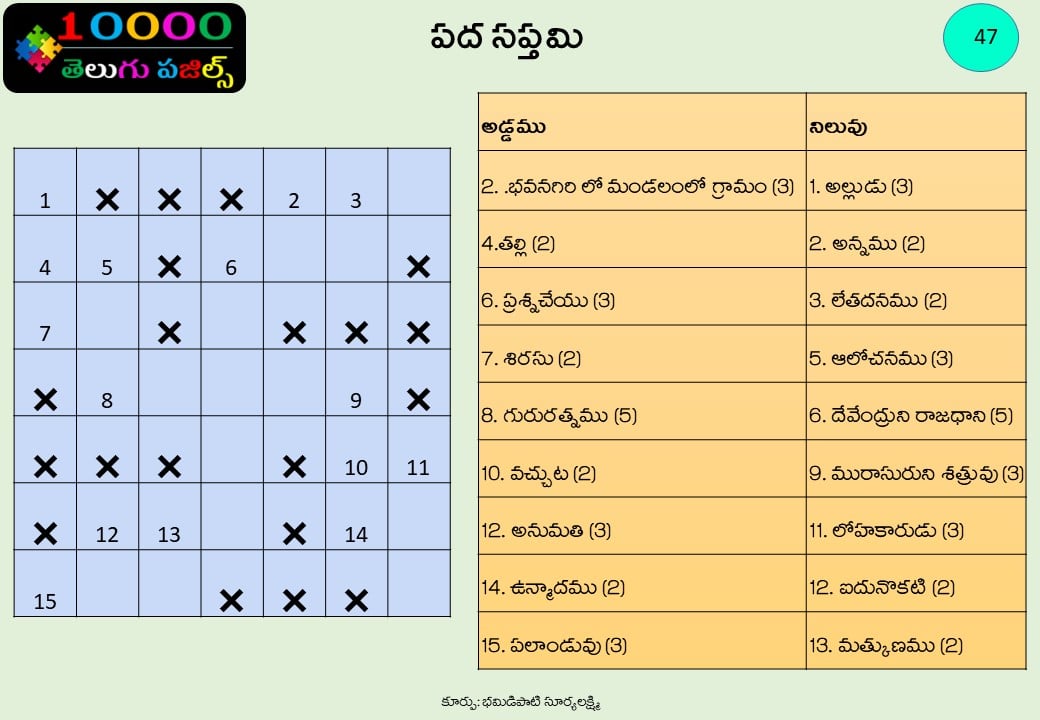 10000
తెలుగు పజిల్స్
పద సప్తమి
47
అడ్డము నిలువు
2. .భవనగిరి లో మండలంలో గ్రామం (3) 1. అల్లుడు (3)
4.తల్లి (2) 2. అన్నము (2)
6. ప్రశ్నచేయు (3) 3. లేతదనము (2)
7. శిరసు (2) 5. ఆలోచనము (3)
8. గురురత్నము (5) 6. దేవేంద్రుని రాజధాని (5)
10. వచ్చుట (2) 9. మురాసురుని శత్రువు (3)
12. అనుమతి (3) 11. లోహకారుడు (3)
14. ఉన్మాదము (2) 12. ఐదునొకటి (2)
15. పలాండువు (3) 13. మత్కుణము (2)
1 2 3
4 5 6
7
8 9
10 11
12 13 14
15
కూర్పు: భమిడిపాటి సూర్యలక్ష్మి